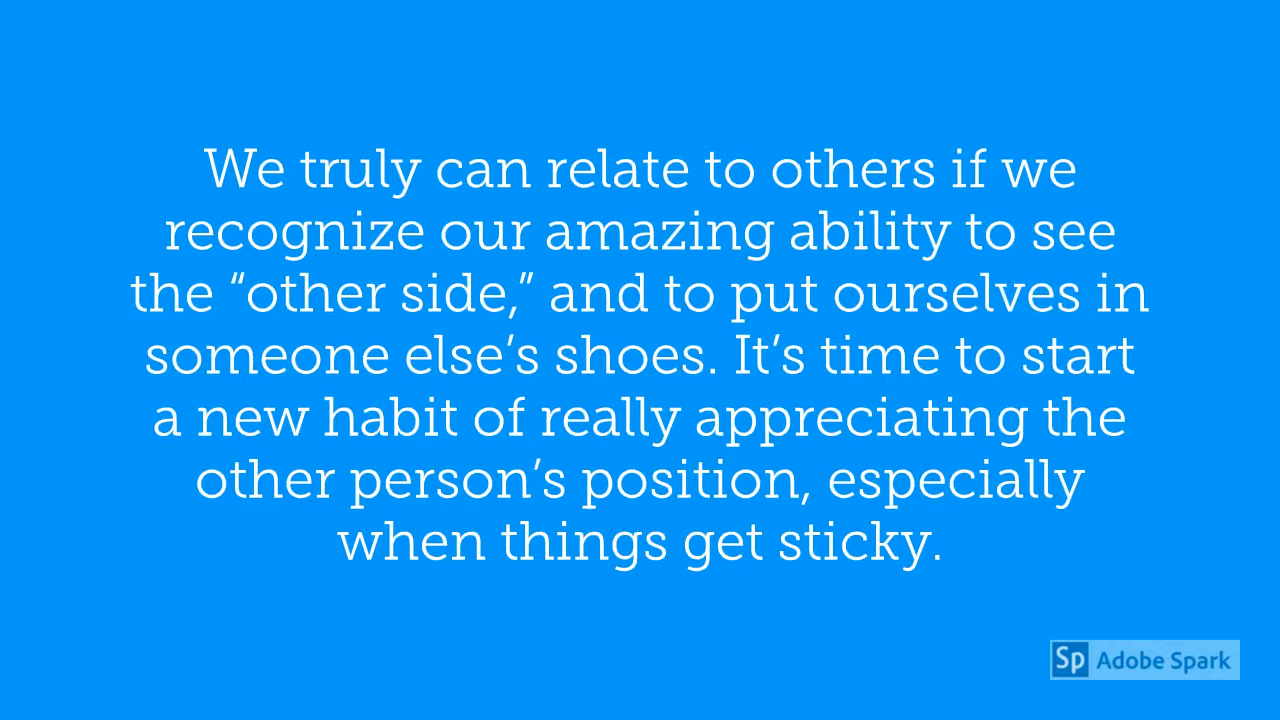 We truly can relate to others if we
recognize our amazing ability to see
the “other side,” and to put ourselves in
someone else’s shoes. It’s time to start
a new habit of really appreciating the
other person’s position, especially
when things get sticky.
Sp Adobe Spark